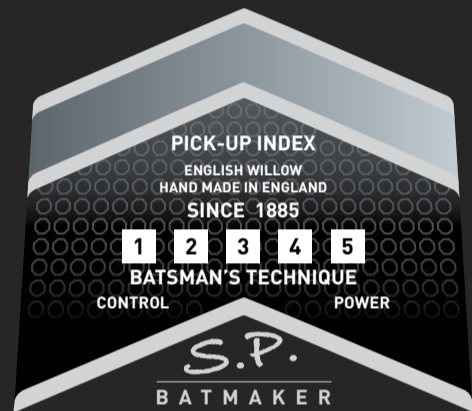 PICK-UP INDEX
ENGLISH WILLOW
HAND MADE IN ENGLAND
SINCE 1885
1 2 3 4 5
BATSMAN'S TECHNIQUE
CONTROL POWER
S.P.
BATMAKER